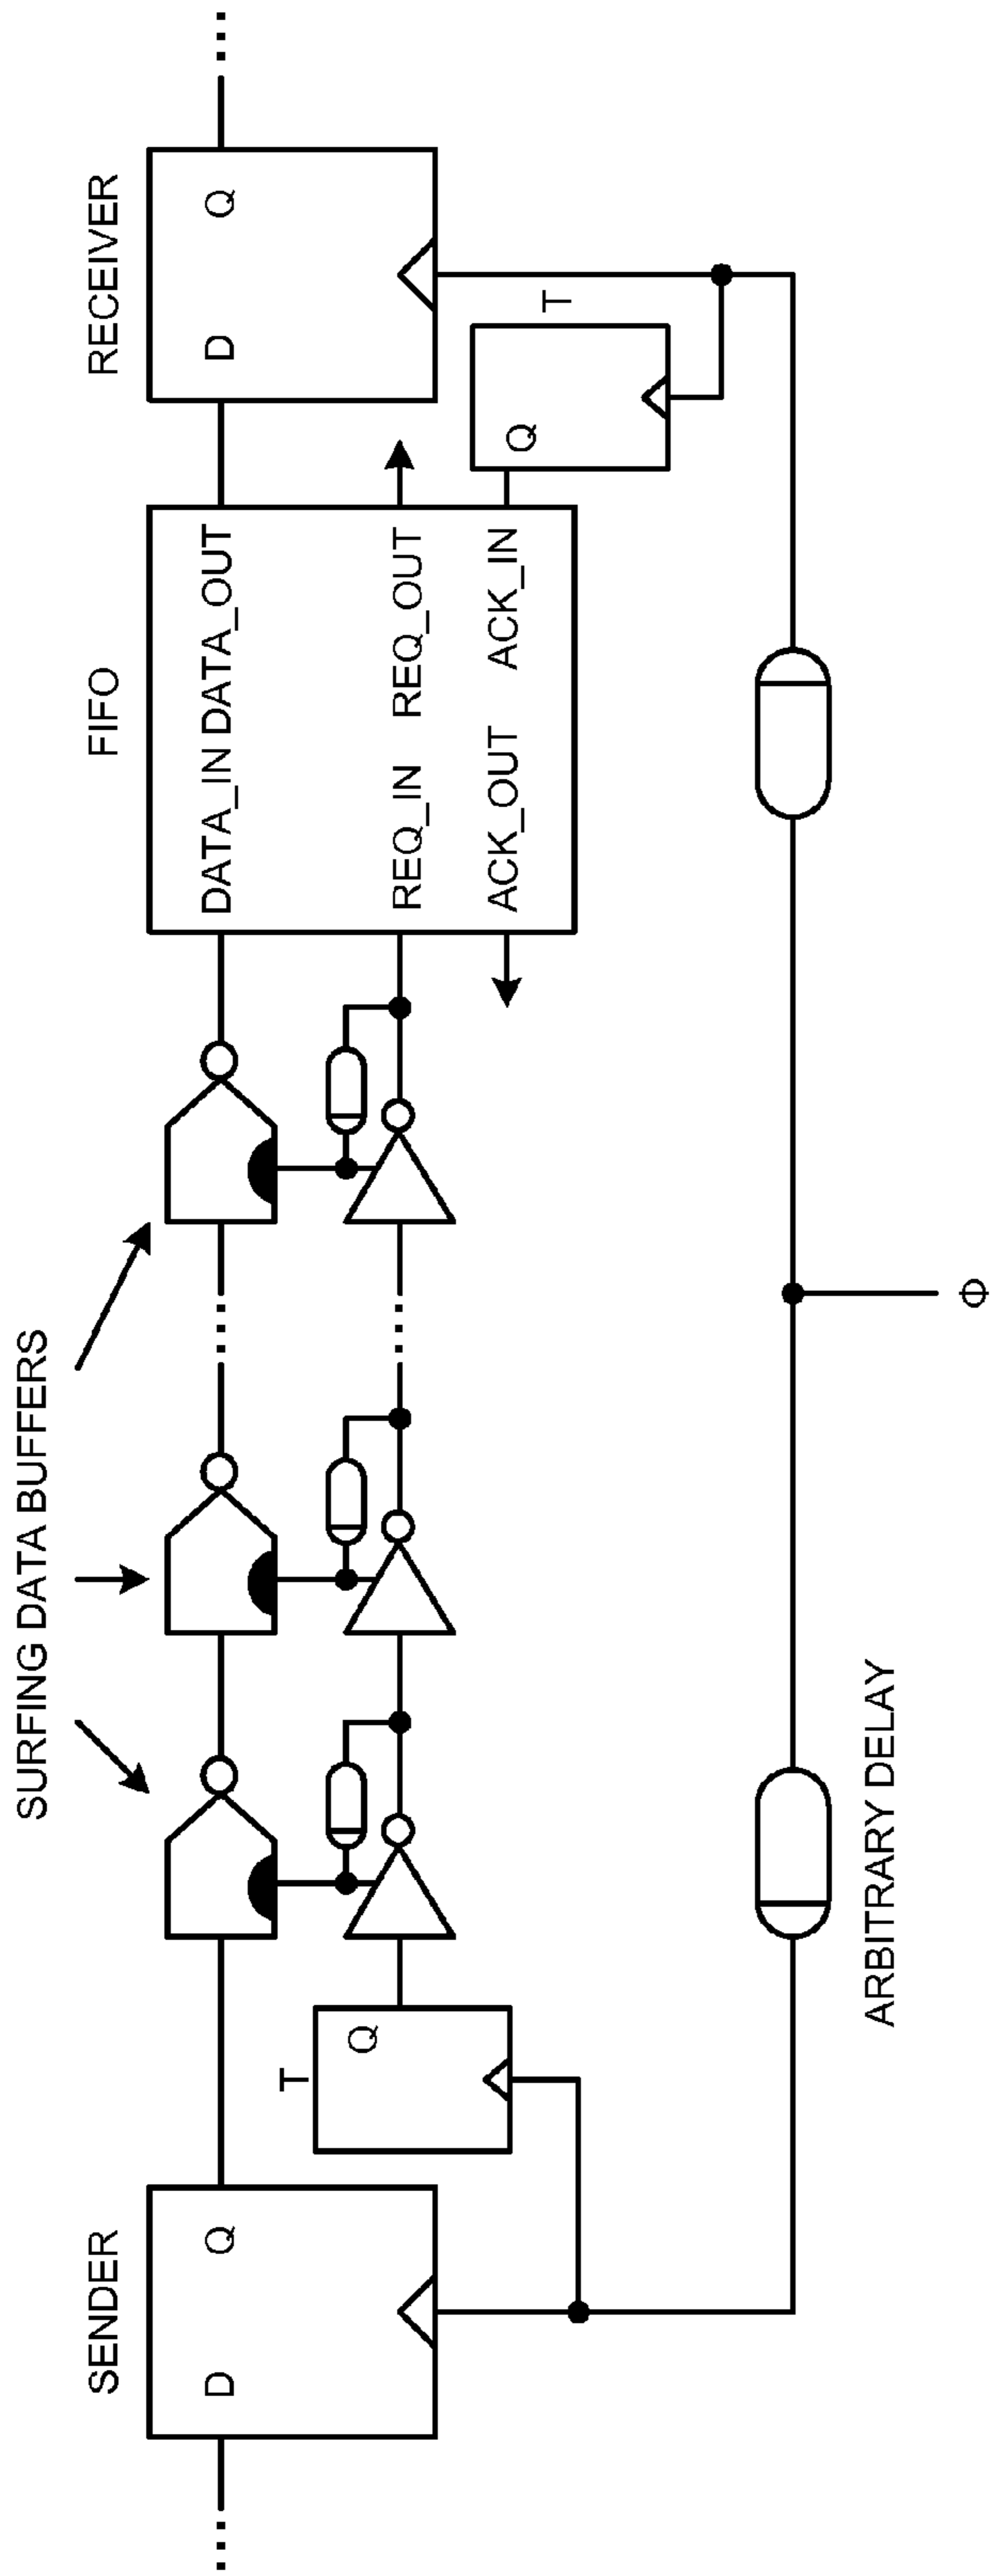 SURFING DATA BUFFERS
SENDER
FIFO
RECEIVER
D Q
DATA_IN DATA_OUT
D Q
T
Q
REQ_IN REQ_OUT
ACK_OUT ACK_IN
Q
T
ARBITRARY DELAY
Φ